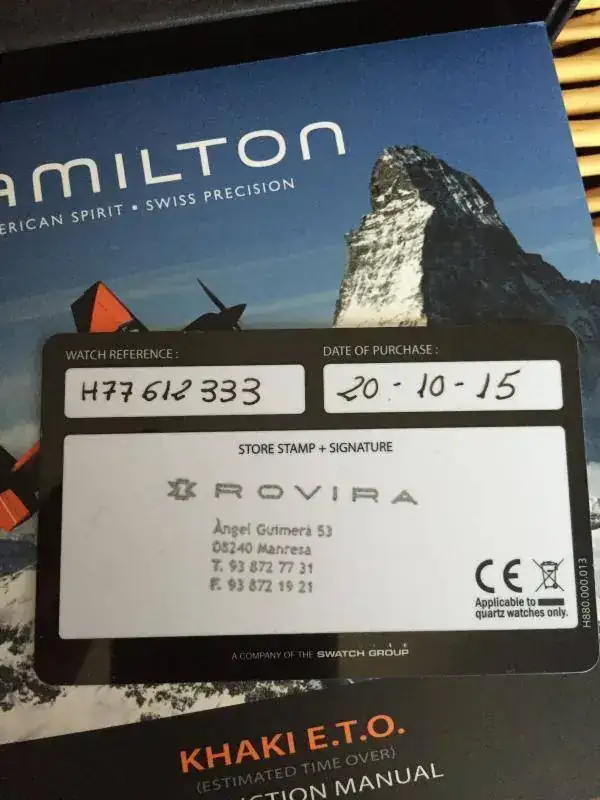 AMILTON
ERICAN SPIRIT • SWISS PRECISION
WATCH REFERENCE :
H77612333
DATE OF PURCHASE :
20-10-15
STORE STAMP + SIGNATURE
ROVIRA
Àngel Guimerà 53
08240 Manresa
T. 93 872 77 31
F. 93 872 19 21
CE
Applicable to
quartz watches only.
H880.000.013
A COMPANY OF THE SWATCH GROUP
KHAKI E.T.O.
(ESTIMATED TIME OVER)
CTION MANUAL